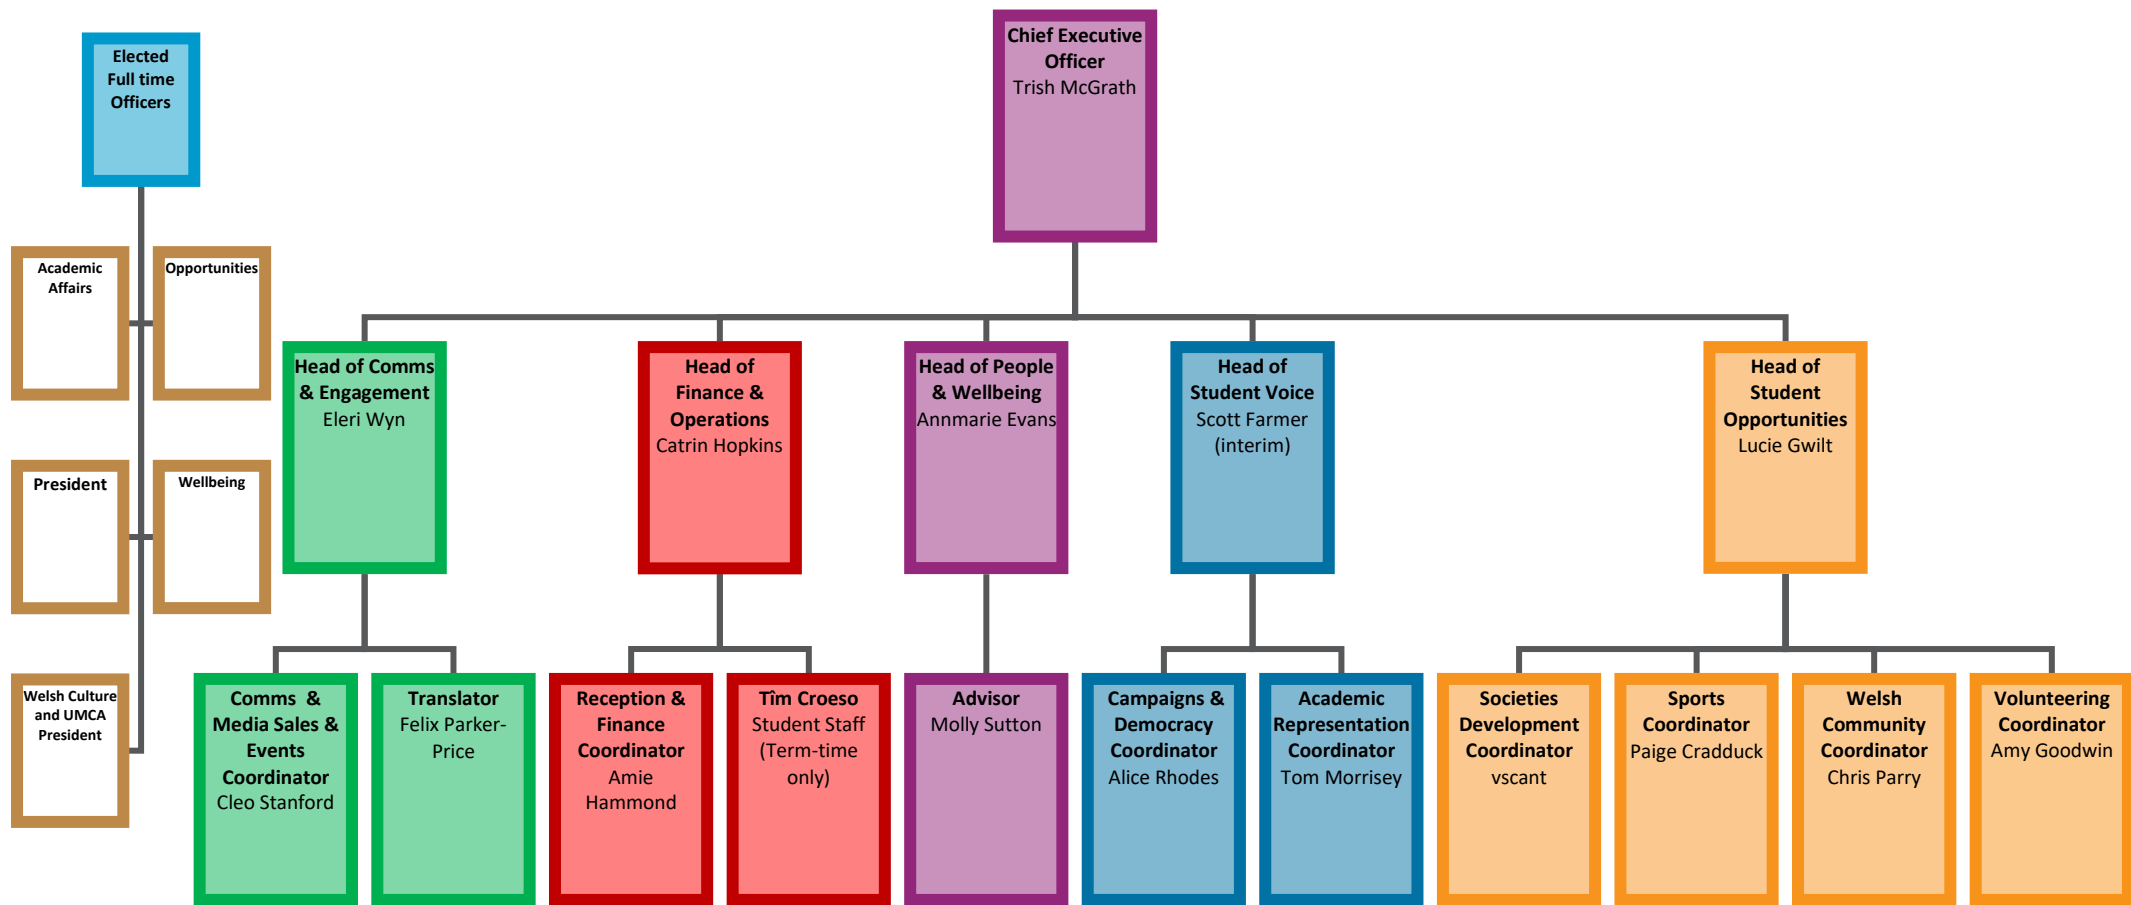 Elected
Full time
Officers
Chief Executive
Officer
Trish McGrath
Academic
Affairs
Opportunities
President
Wellbeing
Welsh Culture
and UMCA
President
Head of Comms
& Engagement
Eleri Wyn
Head of
Finance &
Operations
Catrin Hopkins
Head of People
& Wellbeing
Annmarie Evans
Head of
Student Voice
Scott Farmer
(interim)
Head of
Student
Opportunities
Lucie Gwilt
Comms & 
Media Sales &
Events
Coordinator
Cleo Stanford
Translator
Felix Parker-
Price
Reception &
Finance
Coordinator
Amie
Hammond
Tîm Croeso
Student Staff
(Term-time
only)
Advisor
Molly Sutton
Campaigns &
Democracy
Coordinator
Alice Rhodes
Academic
Representation
Coordinator
Tom Morrisey
Societies
Development
Coordinator
vscant
Sports
Coordinator
Paige Cradduck
Welsh
Community
Coordinator
Chris Parry
Volunteering
Coordinator
Amy Goodwin